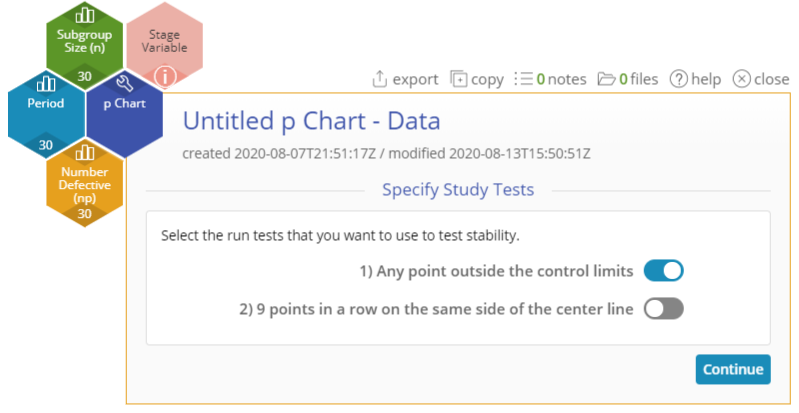 Subgroup
Size (n)
30
Stage
Variable
Period
30
p Chart
Number
Defective
(np)
30
export copy 0 notes 0 files help close
Untitled p Chart - Data
created 2020-08-07T21:51:17Z / modified 2020-08-13T15:50:51Z
Specify Study Tests
Select the run tests that you want to use to test stability.
1) Any point outside the control limits
2) 9 points in a row on the same side of the center line
Continue